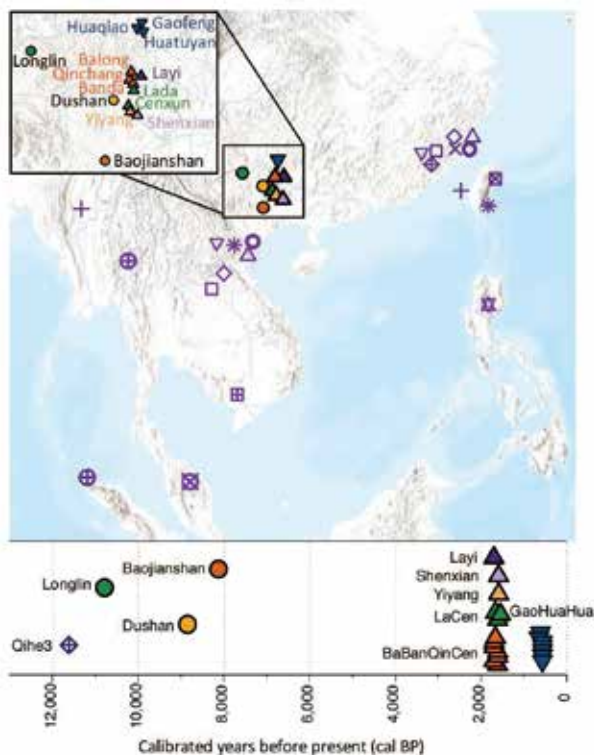 Huaqiao
Gaofeng
Huatuyan
Longlin
Balong
Qinchang
Layi
Banda
Lada
Dushan
Cenxun
Yiyang
Shenxian
Baojianshan
Layi
Baojianshan
Shenxian
Longlin
Yiyang
LaCen
GaoHuaHua
Dushan
Qihe3
BaBanQinCen
12,000
10,000
8,000
6,000
4,000
2,000
0
Calibrated years before present (cal BP)